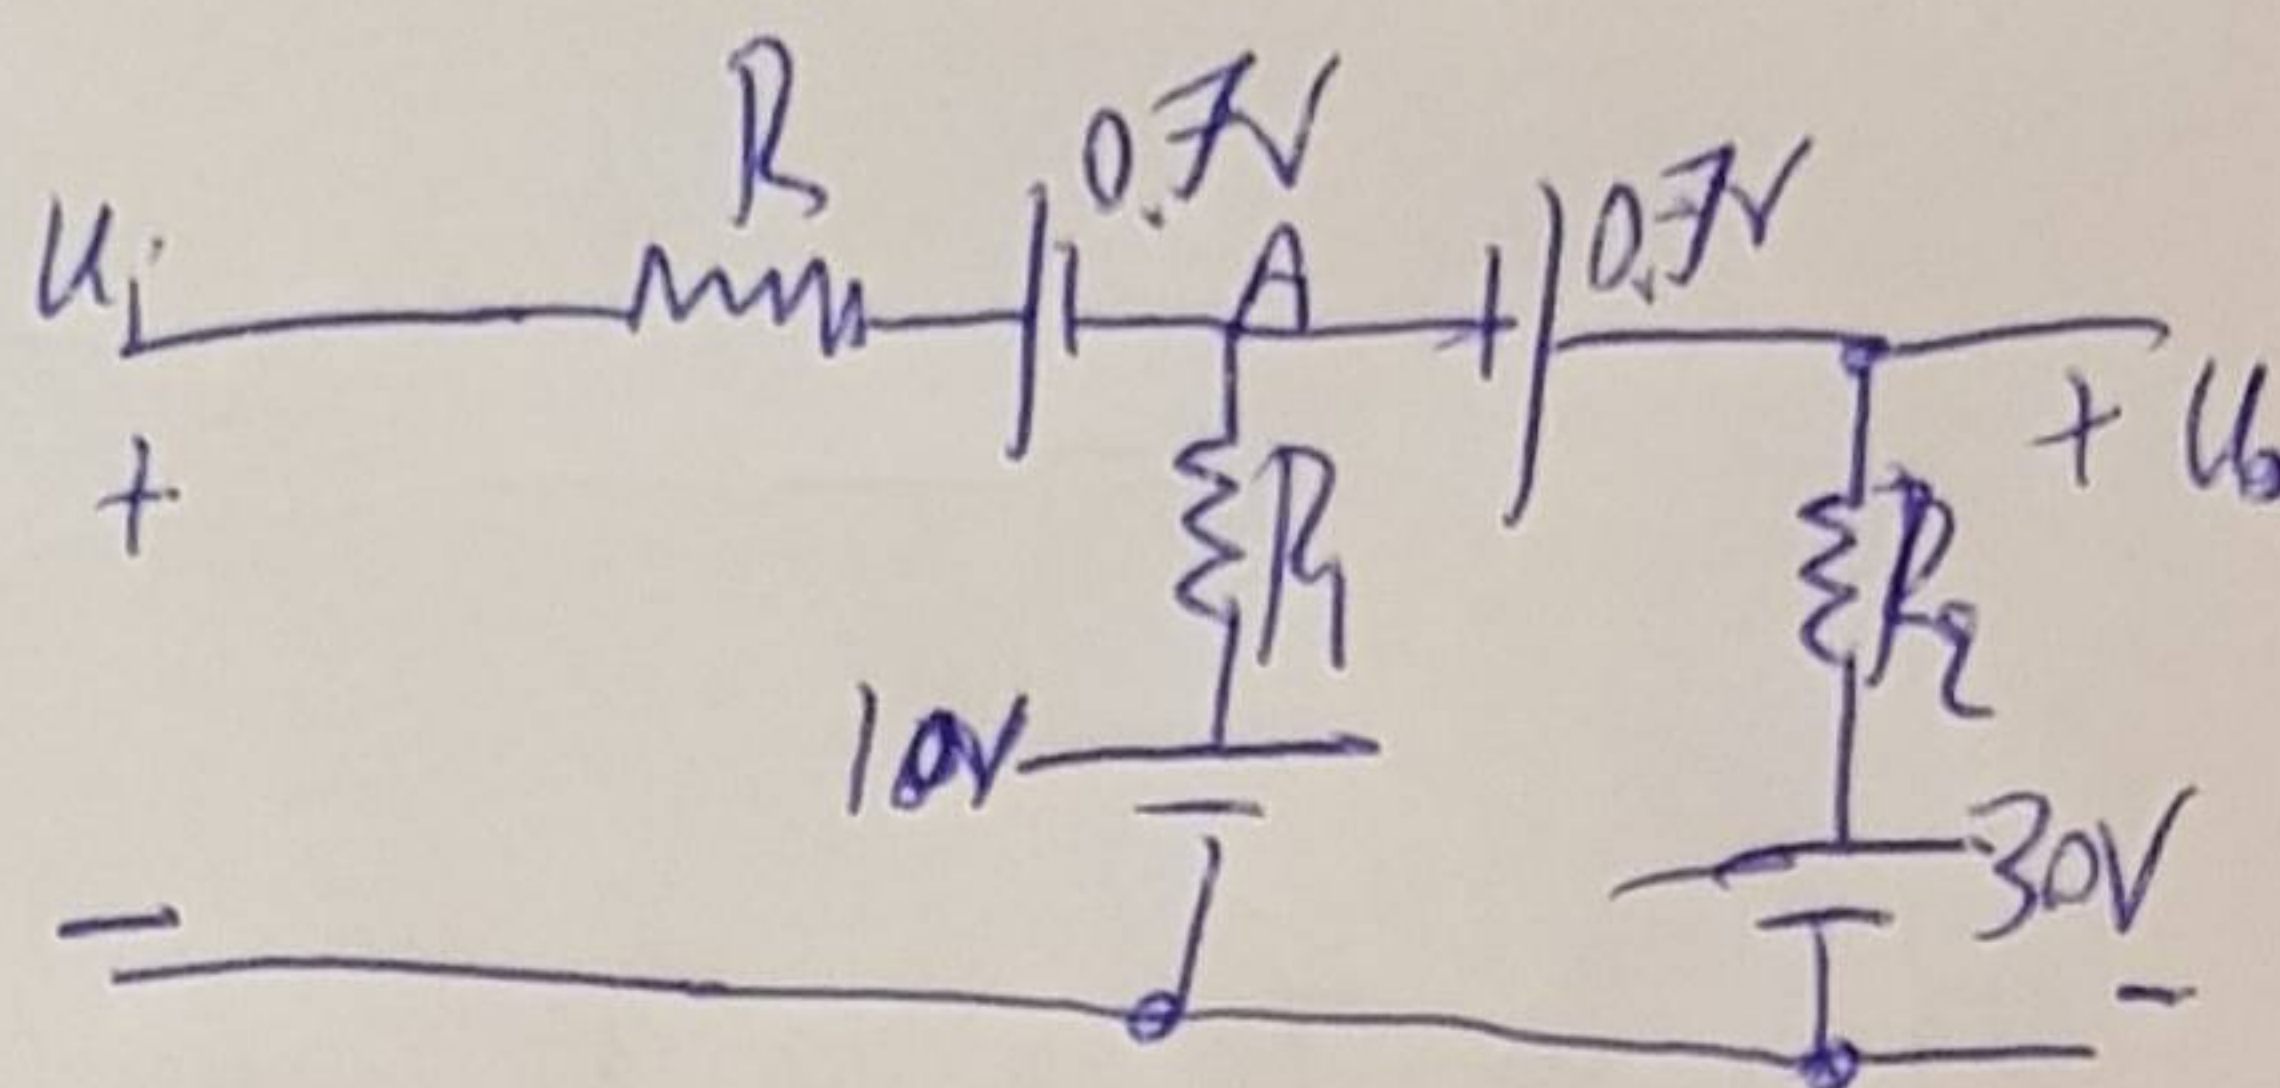 R 0.7V 0.7V
Ui A
+ + Uo
R1 R2
10V 30V
- -